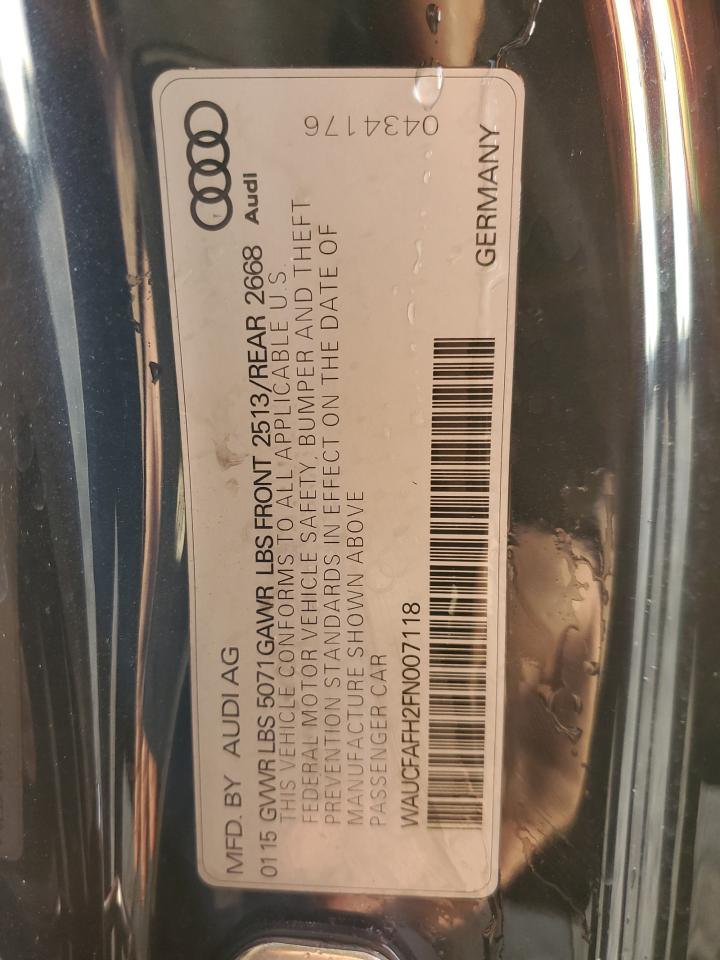 MFD. BY AUDI AG
Audi
0115 GVWR LBS 5071 GAWR LBS FRONT 2513/REAR 2668
THIS VEHICLE CONFORMS TO ALL APPLICABLE U.S.
FEDERAL MOTOR VEHICLE SAFETY, BUMPER AND THEFT
PREVENTION STANDARDS IN EFFECT ON THE DATE OF
MANUFACTURE SHOWN ABOVE
PASSENGER CAR
0434176
WAUCFAFH2FN007118
GERMANY